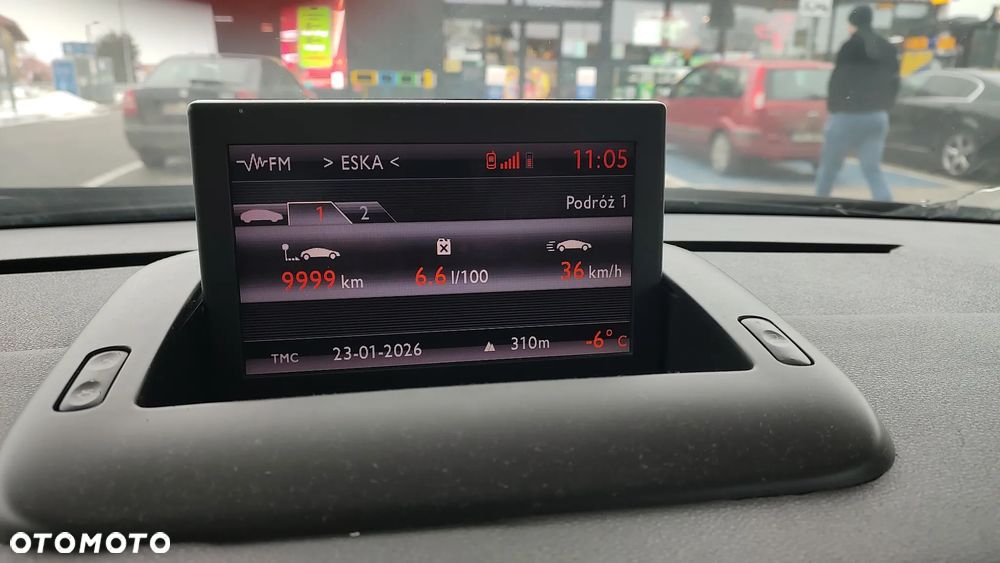 FM > ESKA < 11:05
1 2 Podróż 1
9999 km 6.6 l/100 36 km/h
TMC 23-01-2026 310m -6°C
OTOMOTO